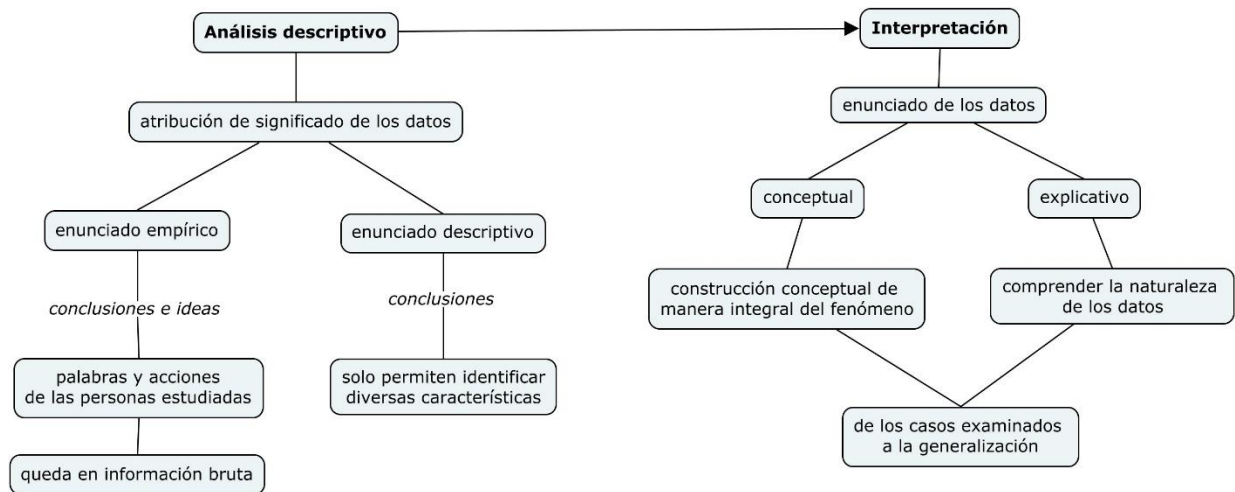 Análisis descriptivo
atribución de significado de los datos
enunciado empírico
conclusiones e ideas
palabras y acciones
de las personas estudiadas
queda en información bruta
enunciado descriptivo
conclusiones
solo permiten identificar
diversas características
Interpretación
enunciado de los datos
conceptual
construcción conceptual de
manera integral del fenómeno
explicativo
comprender la naturaleza
de los datos
de los casos examinados
a la generalización